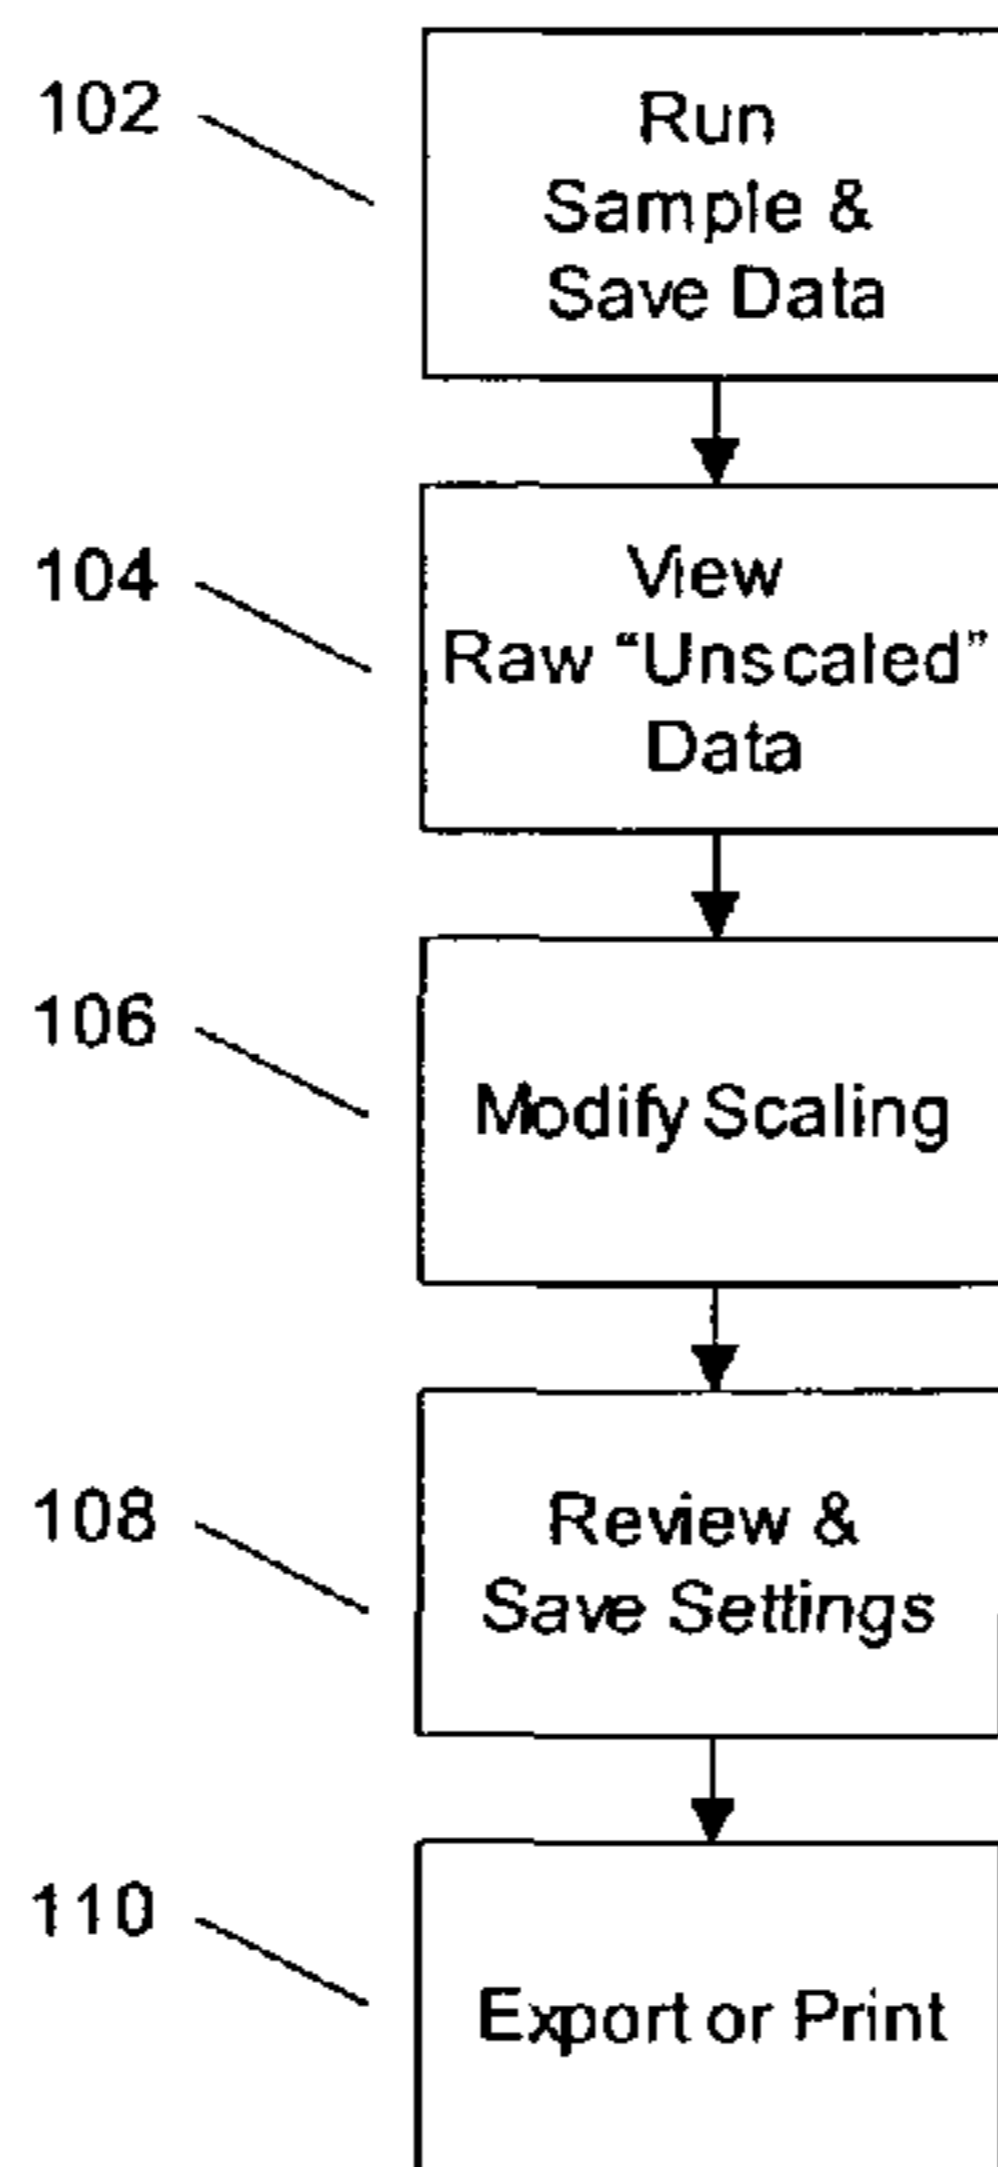 102
Run
Sample &
Save Data
104
View
Raw “Unscaled”
Data
106
Modify Scaling
108
Review &
Save Settings
110
Export or Print